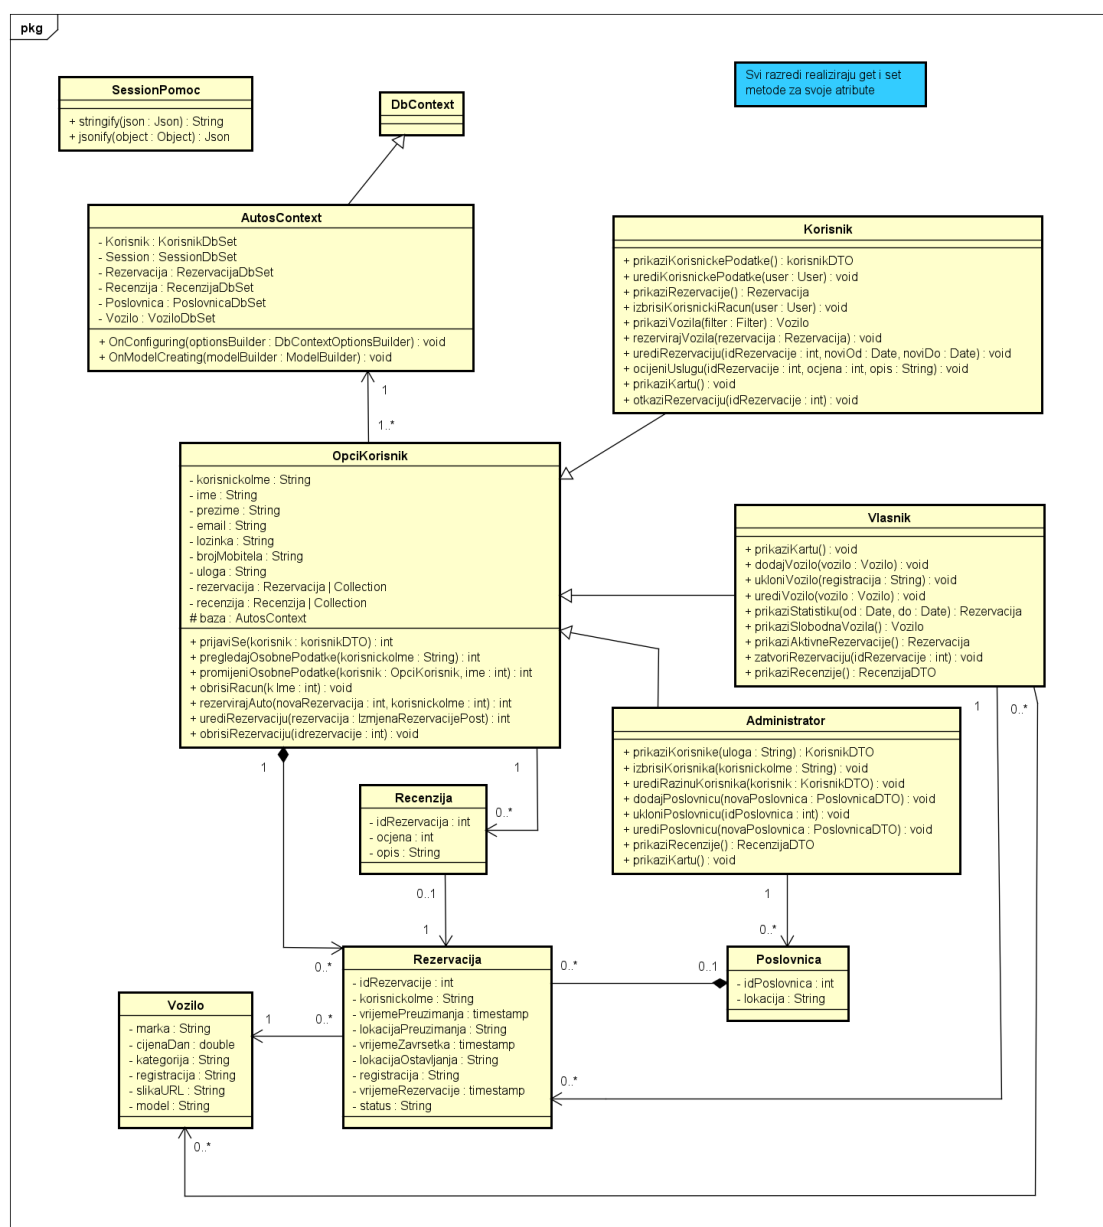 pkg
SessionPomoc
+ stringify(json : Json) : String
+ jsonify(object : Object) : Json
DbContext
Svi razredi realiziraju get i set
metode za svoje atribute
AutosContext
- Korisnik : KorisnikDbSet
- Session : SessionDbSet
- Rezervacija : RezervacijaDbSet
- Recenzija : RecenzijaDbSet
- Poslovnica : PoslovnicaDbSet
- Vozilo : VoziloDbSet
+ OnConfiguring(optionsBuilder : DbContextOptionsBuilder) : void
+ OnModelCreating(modelBuilder : ModelBuilder) : void
Korisnik
+ prikaziKorisnickePodatke() : korisnikDTO
+ urediKorisnickePodatke(user : User) : void
+ prikaziRezervacije() : Rezervacija
+ izbrisiKorisnickiRacun(user : User) : void
+ prikaziVozila(filter : Filter) : Vozilo
+ rezervirajVozila(rezervacija : Rezervacija) : void
+ urediRezervaciju(idRezervacije : int, noviOd : Date, noviDo : Date) : void
+ ocijeniUslugu(idRezervacije : int, ocjena : int, opis : String) : void
+ prikaziKartu() : void
+ otkaziRezervaciju(idRezervacije : int) : void
1
1..*
OpciKorisnik
- korisnickoIme : String
- ime : String
- prezime : String
- email : String
- lozinka : String
- brojMobitela : String
- uloga : String
- rezervacija : Rezervacija | Collection
- recenzija : Recenzija | Collection
# baza : AutosContext
+ prijaviSe(korisnik : korisnikDTO) : int
+ pregledajOsobnePodatke(korisnickoIme : String) : int
+ promijeniOsobnePodatke(korisnik : OpciKorisnik, ime : int) : int
+ obrisiRacun(k Ime : int) : void
+ rezervirajAuto(novaRezervacija : int, korisnickoIme : int) : int
+ urediRezervaciju(rezervacija : IzmjenaRezervacijePost) : int
+ obrisiRezervaciju(idrezervacije : int) : void
Vlasnik
+ prikaziKartu() : void
+ dodajVozilo(vozilo : Vozilo) : void
+ ukloniVozilo(registracija : String) : void
+ urediVozilo(vozilo : Vozilo) : void
+ prikaziStatistiku(od : Date, do : Date) : Rezervacija
+ prikaziSlobodnaVozila() : Vozilo
+ prikaziAktivneRezervacije() : Rezervacija
+ zatvoriRezervaciju(idRezervacije : int) : void
+ prikaziRecenzije() : RecenzijaDTO
1
0..*
Administrator
+ prikaziKorisnike(uloga : String) : KorisnikDTO
+ izbrisiKorisnika(korisnickoIme : String) : void
+ urediRazinuKorisnika(korisnik : KorisnikDTO) : void
+ dodajPoslovnicu(novaPoslovnica : PoslovnicaDTO) : void
+ ukloniPoslovnicu(idPoslovnica : int) : void
+ urediPoslovnicu(novaPoslovnica : PoslovnicaDTO) : void
+ prikaziRecenzije() : RecenzijaDTO
+ prikaziKartu() : void
1
1
0..*
Recenzija
- idRezervacija : int
- ocjena : int
- opis : String
0..1
1
1
0..*
0..*
Rezervacija
- idRezervacije : int
- korisnickoIme : String
- vrijemePreuzimanja : timestamp
- lokacijaPreuzimanja : String
- vrijemeZavrsetka : timestamp
- lokacijaOstavljanja : String
- registracija : String
- vrijemeRezervacije : timestamp
- status : String
0..*
0..1
Poslovnica
- idPoslovnica : int
- lokacija : String
Vozilo
- marka : String
- cijenaDan : double
- kategorija : String
- registracija : String
- slikaURL : String
- model : String
1
0..*
0..*
0..*